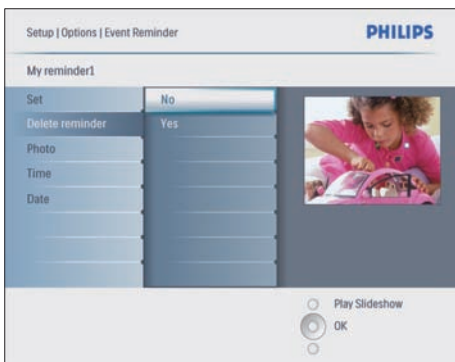 Setup | Options | Event Reminder
PHILIPS
My reminder1
Set
No
Delete reminder
Yes
Photo
Time
Date
Play Slideshow
OK